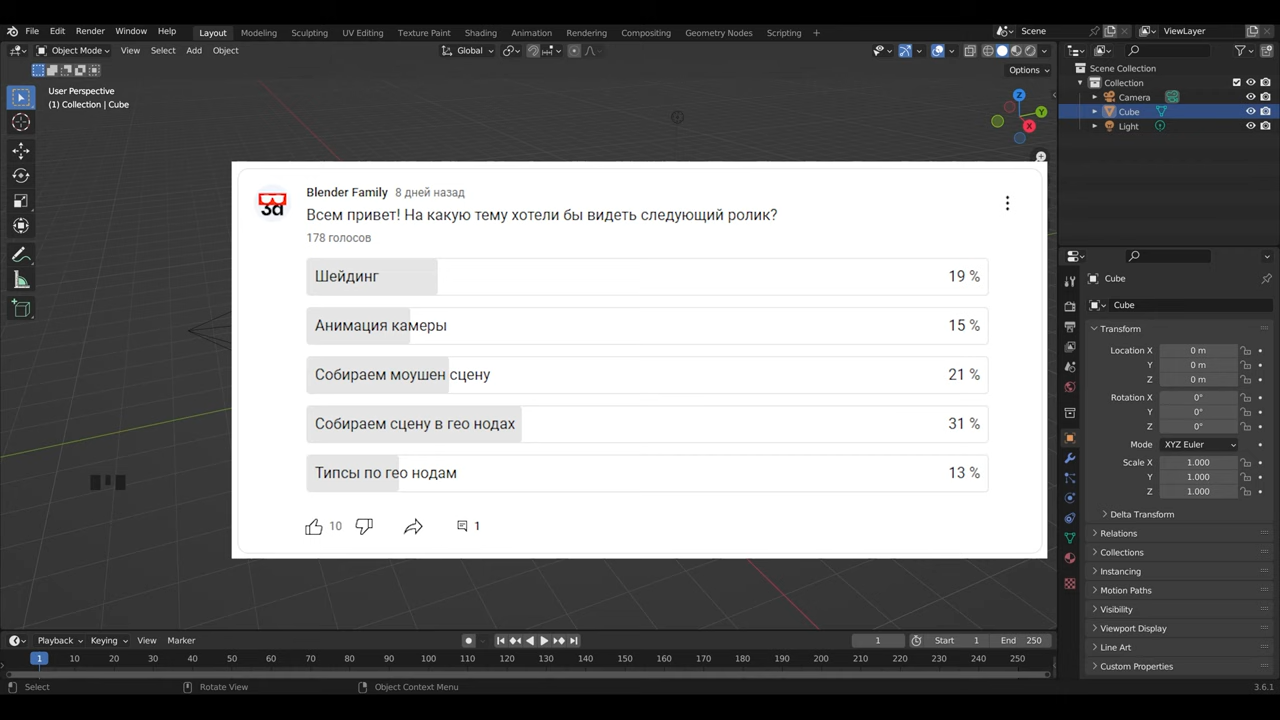 File Edit Render Window Help Layout Modeling Sculpting UV Editing Texture Paint Shading Animation Rendering Compositing Geometry Nodes Scripting + Scene ViewLayer
Object Mode View Select Add Object Global
Options
User Perspective
(1) Collection | Cube
Scene Collection
Collection
Camera
Cube
Light
Z
Y
X
Blender Family 8 дней назад
Всем привет! На какую тему хотели бы видеть следующий ролик?
178 голосов
Шейдинг 19 %
Анимация камеры 15 %
Собираем моушен сцену 21 %
Собираем сцену в гео нодах 31 %
Типсы по гео нодам 13 %
10 1
3d
Cube
Cube
Transform
Location X 0 m
Y 0 m
Z 0 m
Rotation X 0°
Y 0°
Z 0°
Mode XYZ Euler
Scale X 1.000
Y 1.000
Z 1.000
Delta Transform
Relations
Collections
Instancing
Motion Paths
Visibility
Viewport Display
Line Art
Custom Properties
Playback Keying View Marker 1 Start 1 End 250
1 10 20 30 40 50 60 70 80 90 100 110 120 130 140 150 160 170 180 190 200 210 220 230 240 250
Select Rotate View Object Context Menu 3.6.1